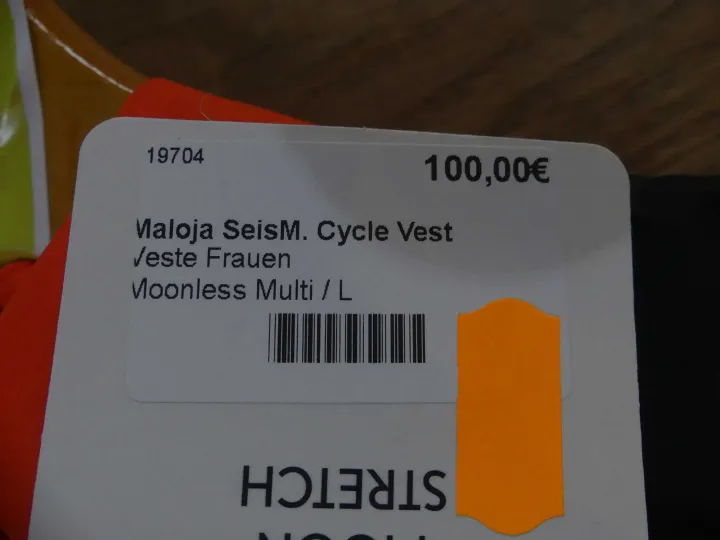 19704
100,00€
Maloja SeisM. Cycle Vest
Veste Frauen
Moonless Multi / L
STRETCH